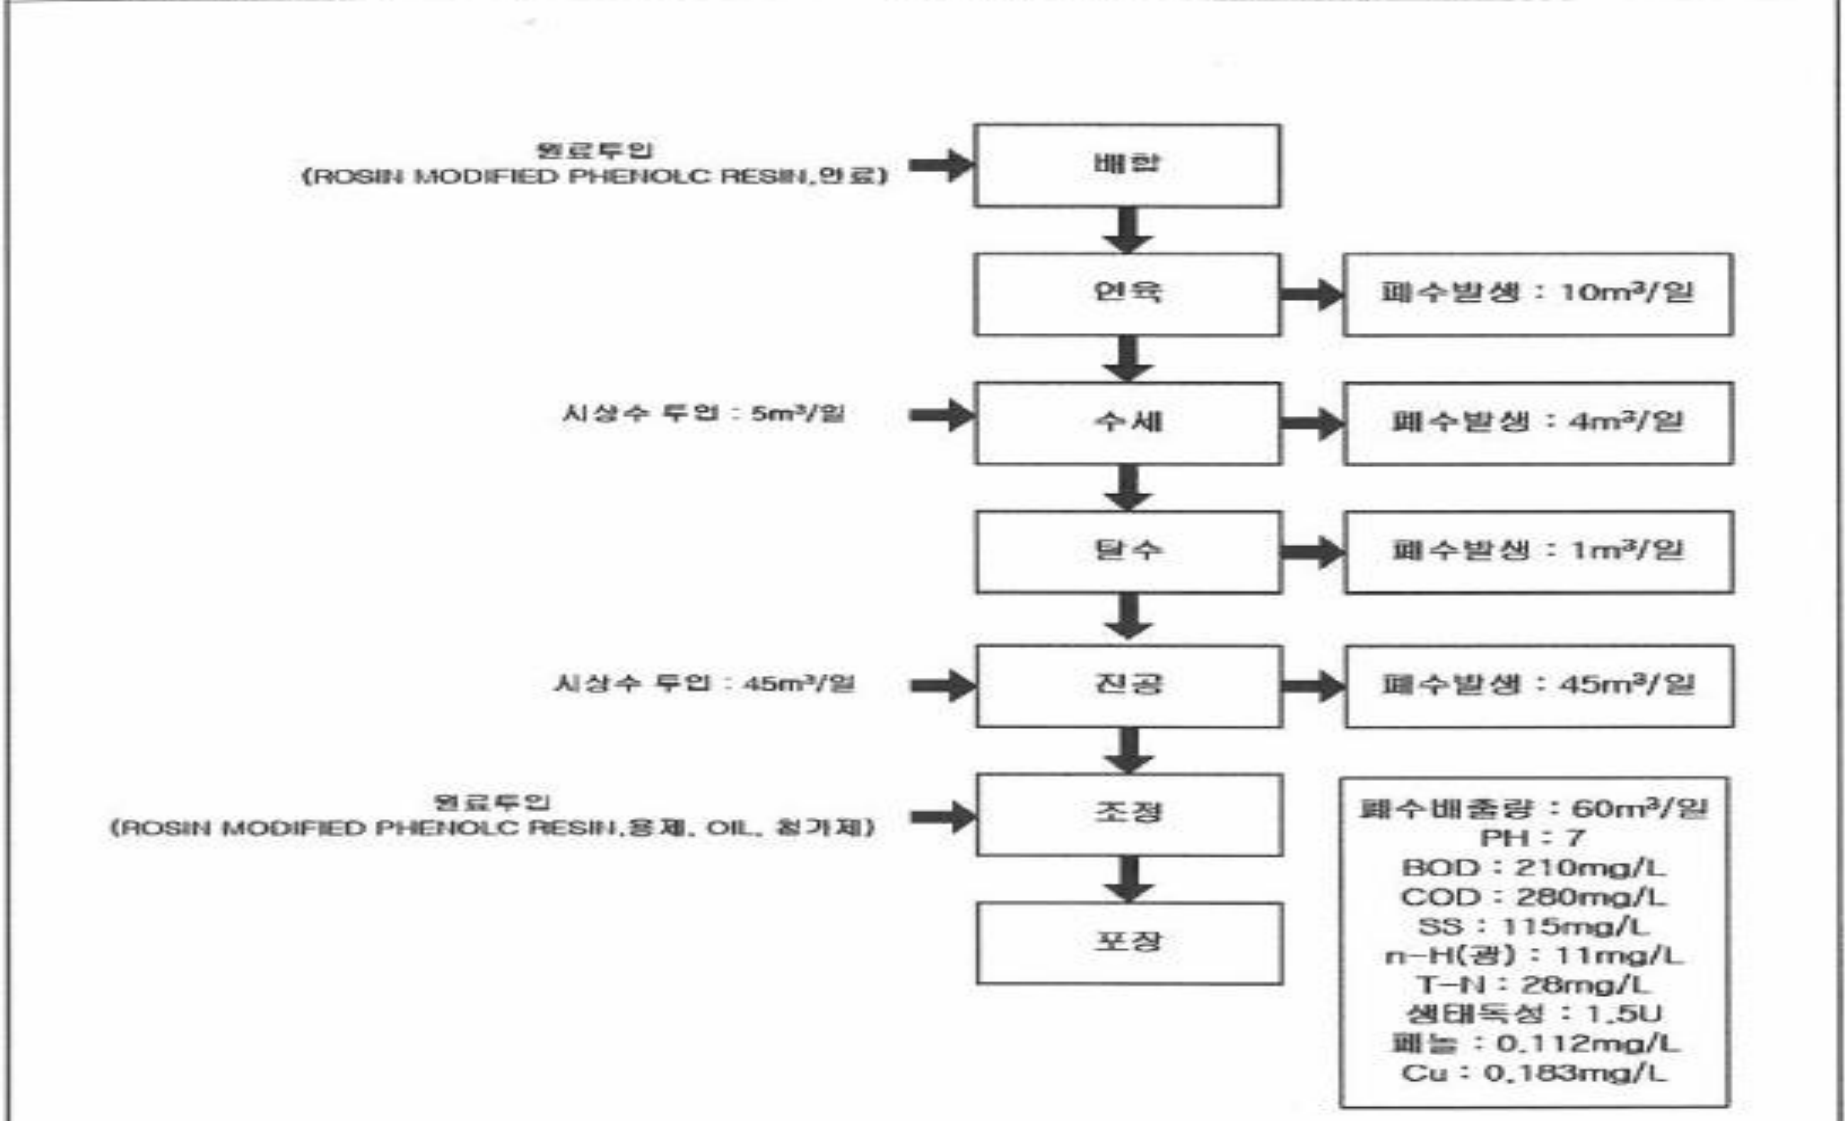 원료투입
(ROSIN MODIFIED PHENOLC RESIN,안료)
배합
연육
폐수발생 : 10m³/일
시상수 투입 : 5m³/일
수세
폐수발생 : 4m³/일
탈수
폐수발생 : 1m³/일
시상수 투입 : 45m³/일
진공
폐수발생 : 45m³/일
원료투입
(ROSIN MODIFIED PHENOLC RESIN,용제, OIL, 첨가제)
조정
포장
폐수배출량 : 60m³/일
PH : 7
BOD : 210mg/L
COD : 280mg/L
SS : 115mg/L
n-H(광) : 11mg/L
T-N : 28mg/L
생태독성 : 1.5U
페놀 : 0.112mg/L
Cu : 0.183mg/L